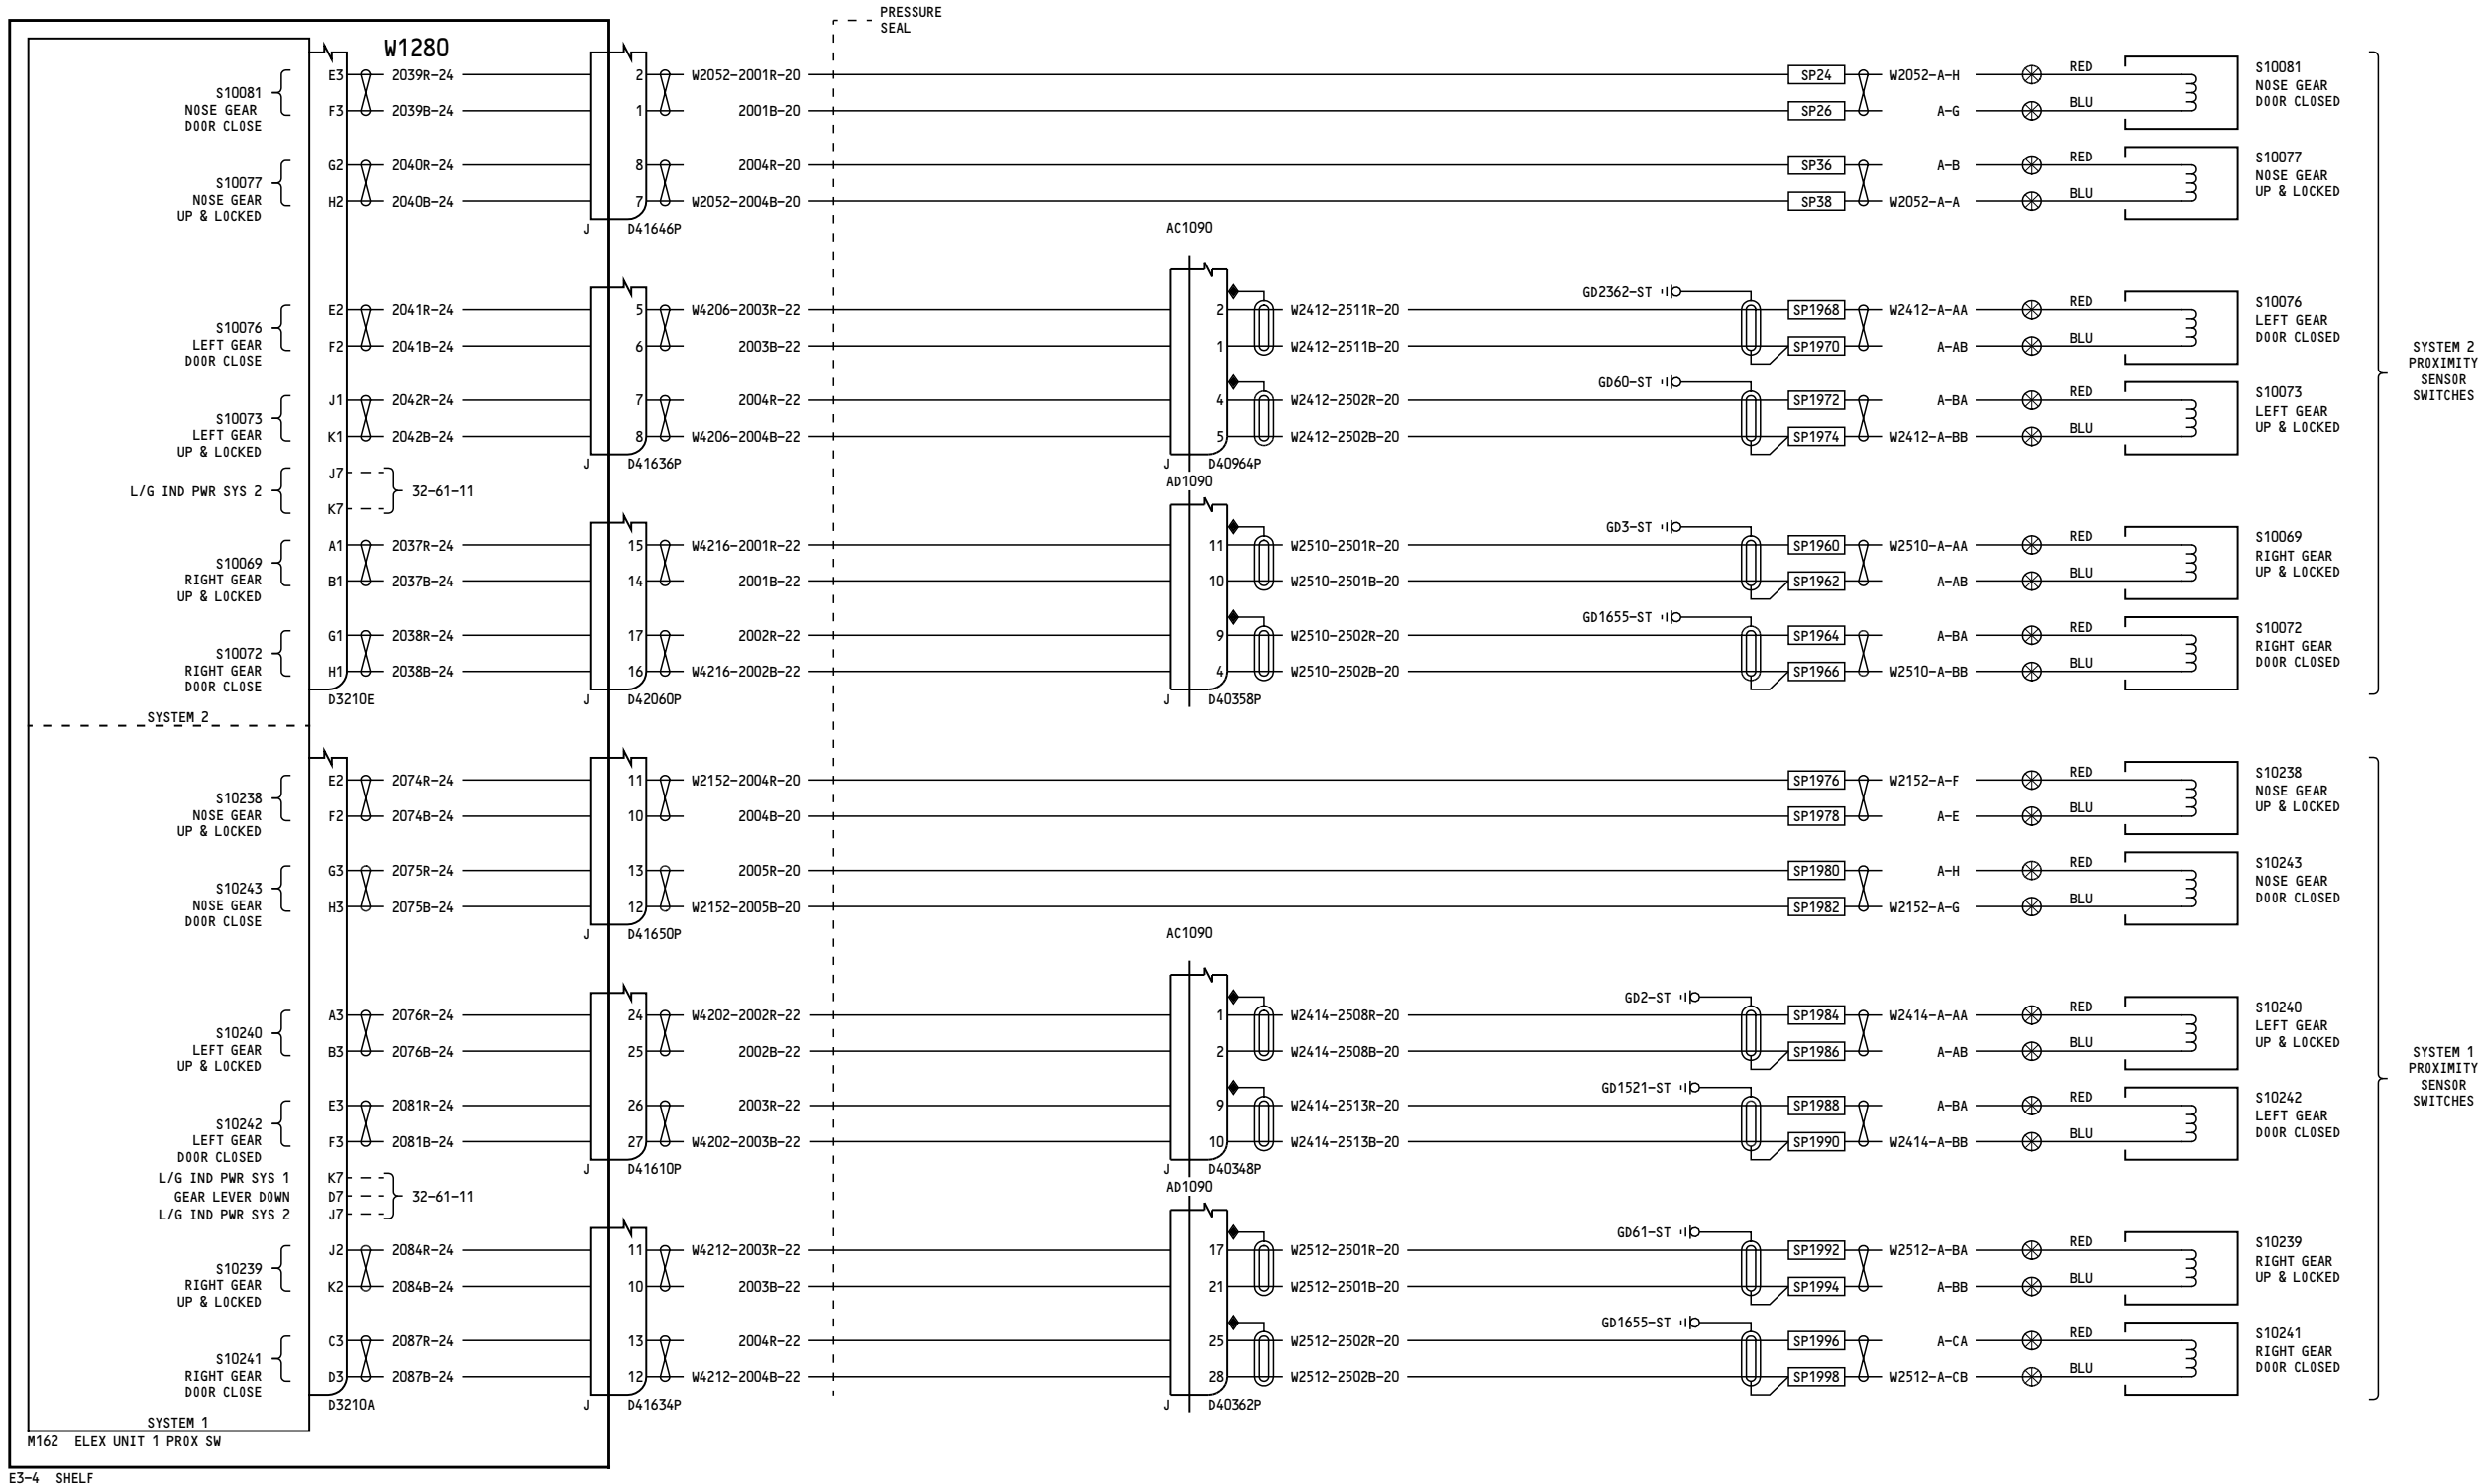 PRESSURE
SEAL
W1280
S10081
NOSE GEAR
DOOR CLOSE
E3 2039R-24 2 W2052-2001R-20 SP24 W2052-A-H RED
F3 2039B-24 1 2001B-20 SP26 A-G BLU
S10081
NOSE GEAR
DOOR CLOSED
S10077
NOSE GEAR
UP & LOCKED
G2 2040R-24 8 2004R-20 SP36 A-B RED
H2 2040B-24 7 W2052-2004B-20 SP38 W2052-A-A BLU
S10077
NOSE GEAR
UP & LOCKED
J D41646P
AC1090
S10076
LEFT GEAR
DOOR CLOSE
GD2362-ST
E2 2041R-24 5 W4206-2003R-22 2 W2412-2511R-20 SP1968 W2412-A-AA RED
F2 2041B-24 6 2003B-22 1 W2412-2511B-20 SP1970 A-AB BLU
S10076
LEFT GEAR
DOOR CLOSED
SYSTEM 2
PROXIMITY
SENSOR
SWITCHES
S10073
LEFT GEAR
UP & LOCKED
GD60-ST
J1 2042R-24 7 2004R-22 4 W2412-2502R-20 SP1972 A-BA RED
K1 2042B-24 8 W4206-2004B-22 5 W2412-2502B-20 SP1974 W2412-A-BB BLU
S10073
LEFT GEAR
UP & LOCKED
J D41636P J D40964P
L/G IND PWR SYS 2
J7
K7
32-61-11
AD1090
S10069
RIGHT GEAR
UP & LOCKED
GD3-ST
A1 2037R-24 15 W4216-2001R-22 11 W2510-2501R-20 SP1960 W2510-A-AA RED
B1 2037B-24 14 2001B-22 10 W2510-2501B-20 SP1962 A-AB BLU
S10069
RIGHT GEAR
UP & LOCKED
S10072
RIGHT GEAR
DOOR CLOSE
GD1655-ST
G1 2038R-24 17 2002R-22 9 W2510-2502R-20 SP1964 A-BA RED
H1 2038B-24 16 W4216-2002B-22 4 W2510-2502B-20 SP1966 W2510-A-BB BLU
S10072
RIGHT GEAR
DOOR CLOSED
D3210E J D42060P J D40358P
SYSTEM 2
S10238
NOSE GEAR
UP & LOCKED
E2 2074R-24 11 W2152-2004R-20 SP1976 W2152-A-F RED
F2 2074B-24 10 2004B-20 SP1978 A-E BLU
S10238
NOSE GEAR
UP & LOCKED
S10243
NOSE GEAR
DOOR CLOSE
G3 2075R-24 13 2005R-20 SP1980 A-H RED
H3 2075B-24 12 W2152-2005B-20 SP1982 W2152-A-G BLU
S10243
NOSE GEAR
DOOR CLOSED
J D41650P
AC1090
S10240
LEFT GEAR
UP & LOCKED
GD2-ST
A3 2076R-24 24 W4202-2002R-22 1 W2414-2508R-20 SP1984 W2414-A-AA RED
B3 2076B-24 25 2002B-22 2 W2414-2508B-20 SP1986 A-AB BLU
S10240
LEFT GEAR
UP & LOCKED
SYSTEM 1
PROXIMITY
SENSOR
SWITCHES
S10242
LEFT GEAR
DOOR CLOSED
GD1521-ST
E3 2081R-24 26 2003R-22 9 W2414-2513R-20 SP1988 A-BA RED
F3 2081B-24 27 W4202-2003B-22 10 W2414-2513B-20 SP1990 W2414-A-BB BLU
S10242
LEFT GEAR
DOOR CLOSED
J D41610P J D40348P
L/G IND PWR SYS 1 K7
GEAR LEVER DOWN D7 32-61-11
L/G IND PWR SYS 2 J7
AD1090
S10239
RIGHT GEAR
UP & LOCKED
GD61-ST
J2 2084R-24 11 W4212-2003R-22 17 W2512-2501R-20 SP1992 W2512-A-BA RED
K2 2084B-24 10 2003B-22 21 W2512-2501B-20 SP1994 A-BB BLU
S10239
RIGHT GEAR
UP & LOCKED
S10241
RIGHT GEAR
DOOR CLOSE
GD1655-ST
C3 2087R-24 13 2004R-22 25 W2512-2502R-20 SP1996 A-CA RED
D3 2087B-24 12 W4212-2004B-22 28 W2512-2502B-20 SP1998 W2512-A-CB BLU
S10241
RIGHT GEAR
DOOR CLOSED
D3210A J D41634P J D40362P
SYSTEM 1
M162 ELEX UNIT 1 PROX SW
E3-4 SHELF